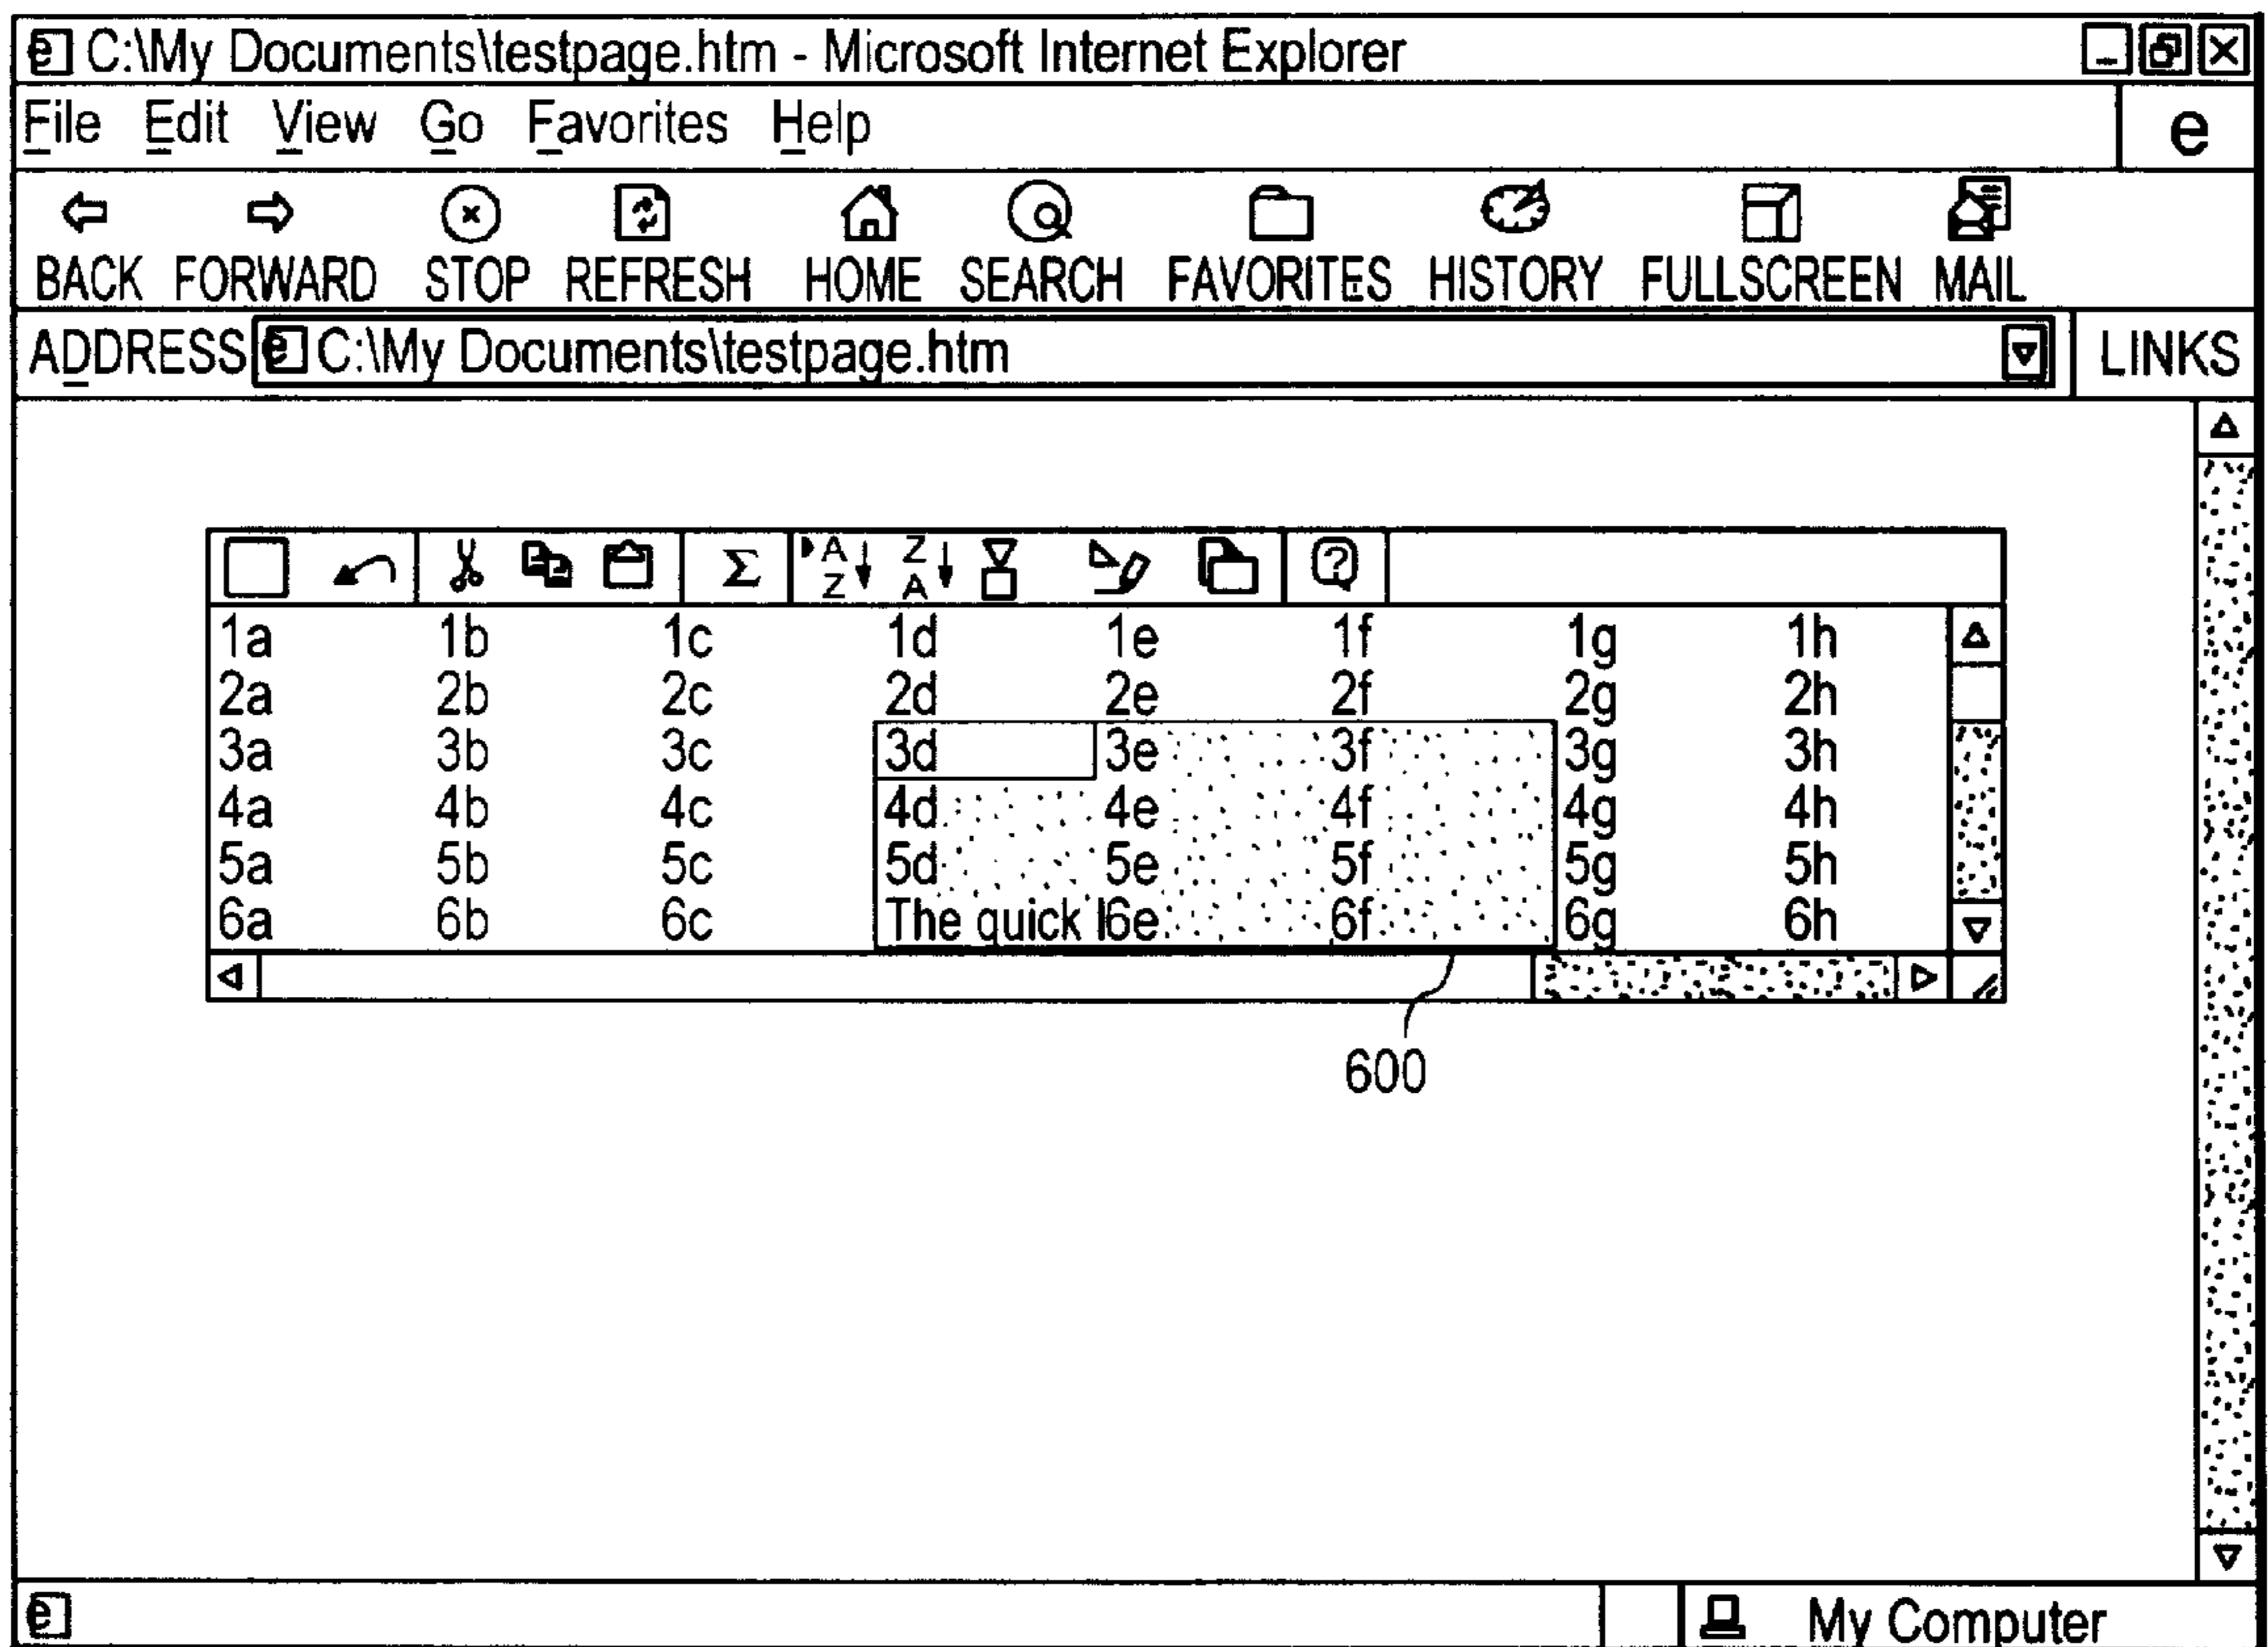 C:\My Documents\testpage.htm - Microsoft Internet Explorer
File Edit View Go Favorites Help
BACK FORWARD STOP REFRESH HOME SEARCH FAVORITES HISTORY FULLSCREEN MAIL
ADDRESS C:\My Documents\testpage.htm LINKS
Σ A Z Z A ?
1a 1b 1c 1d 1e 1f 1g 1h
2a 2b 2c 2d 2e 2f 2g 2h
3a 3b 3c 3d 3e 3f 3g 3h
4a 4b 4c 4d 4e 4f 4g 4h
5a 5b 5c 5d 5e 5f 5g 5h
6a 6b 6c The quick 6e 6f 6g 6h
600
My Computer